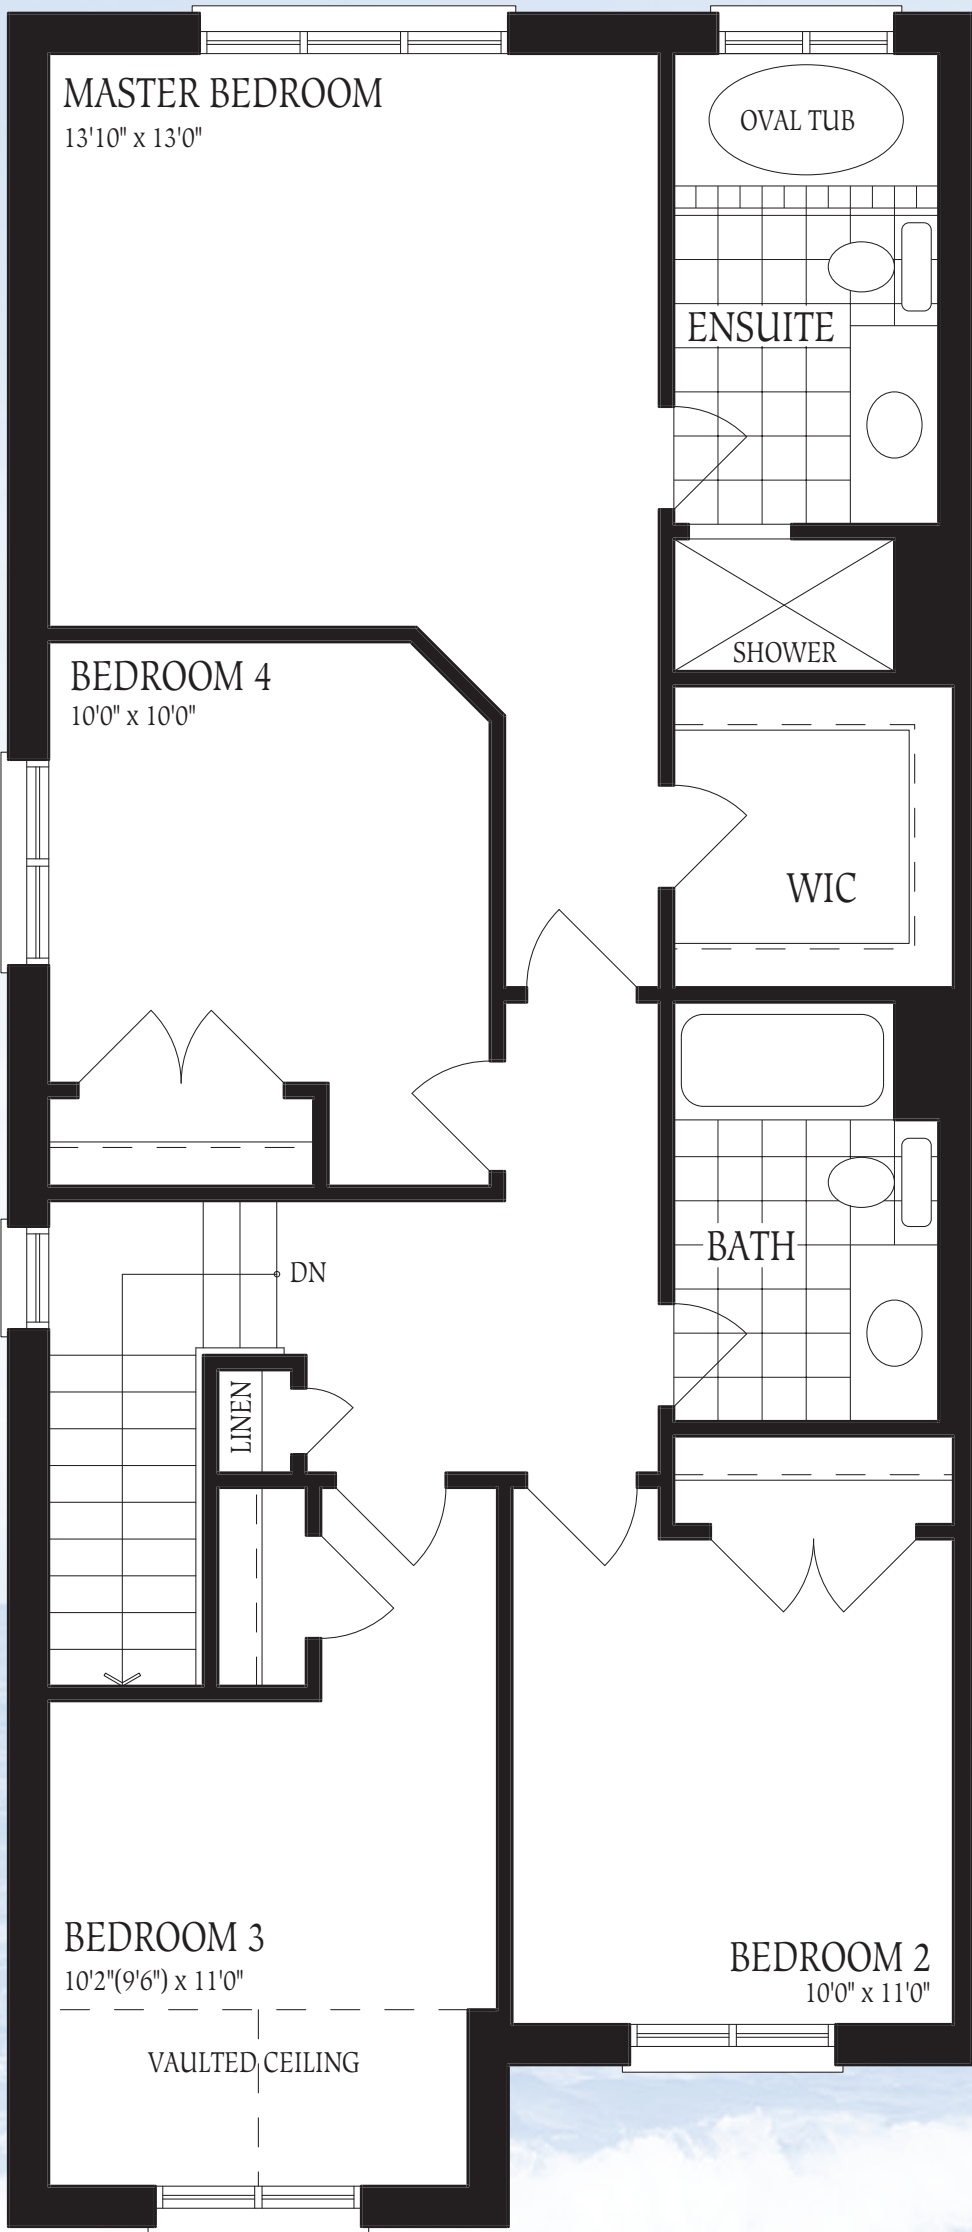 MASTER BEDROOM
13'10" x 13'0"
OVAL TUB
ENSUITE
SHOWER
BEDROOM 4
10'0" x 10'0"
WIC
BATH
DN
LINEN
BEDROOM 3
10'2"(9'6") x 11'0"
VAULTED CEILING
BEDROOM 2
10'0" x 11'0"